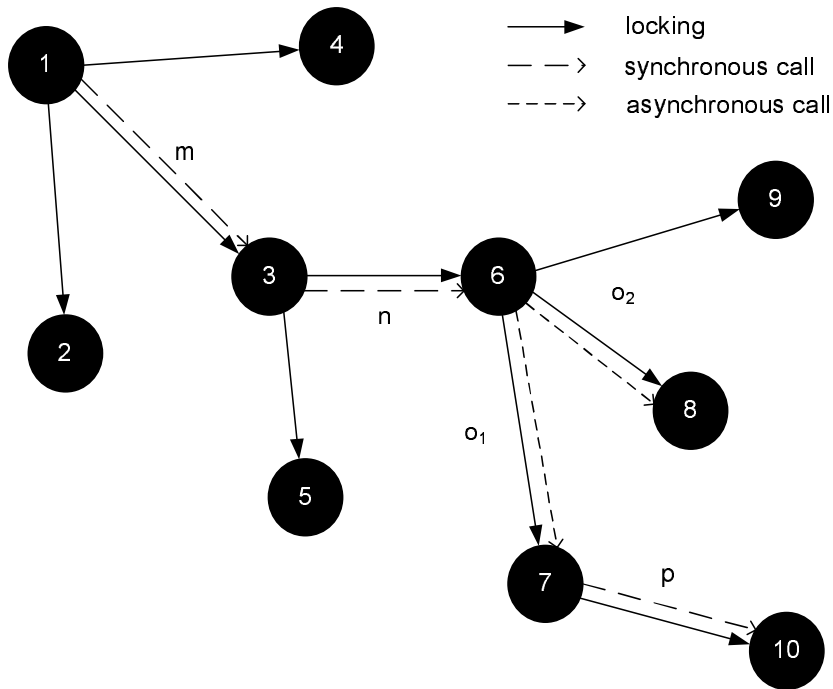 1
4
locking
synchronous call
asynchronous call
m
9
3
6
o₂
n
2
8
o₁
5
7
p
10